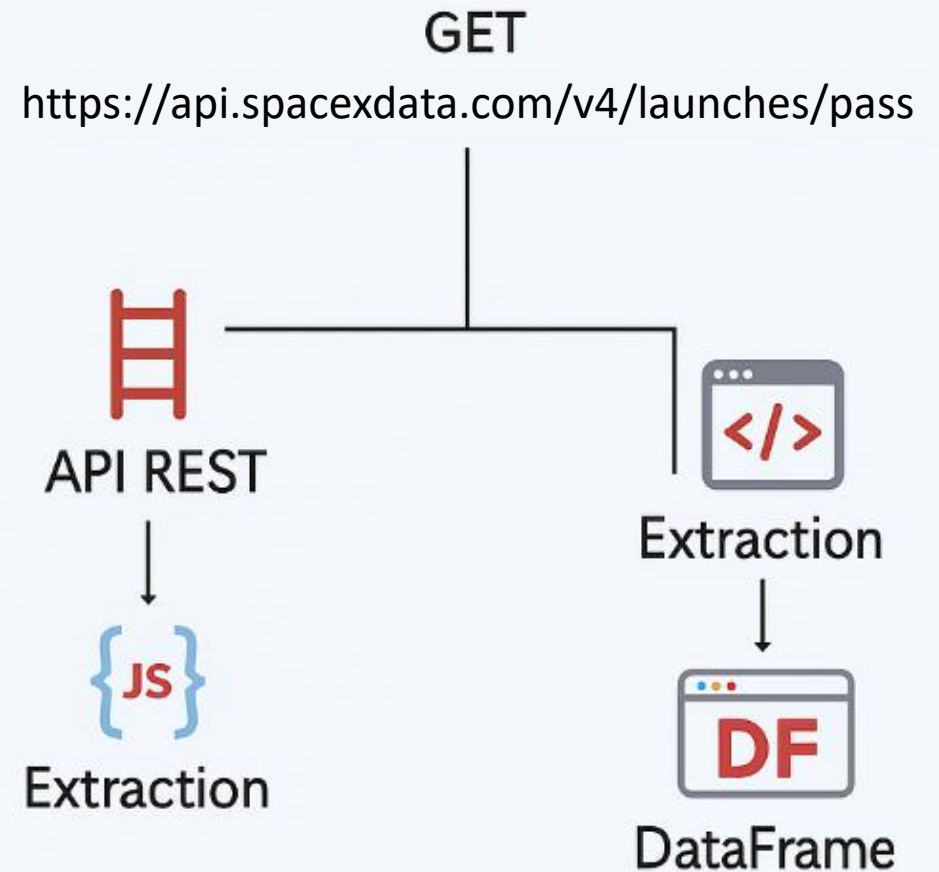 GET
https://api.spacexdata.com/v4/launches/pass
API REST
{JS}
Extraction
</>
Extraction
DF
DataFrame